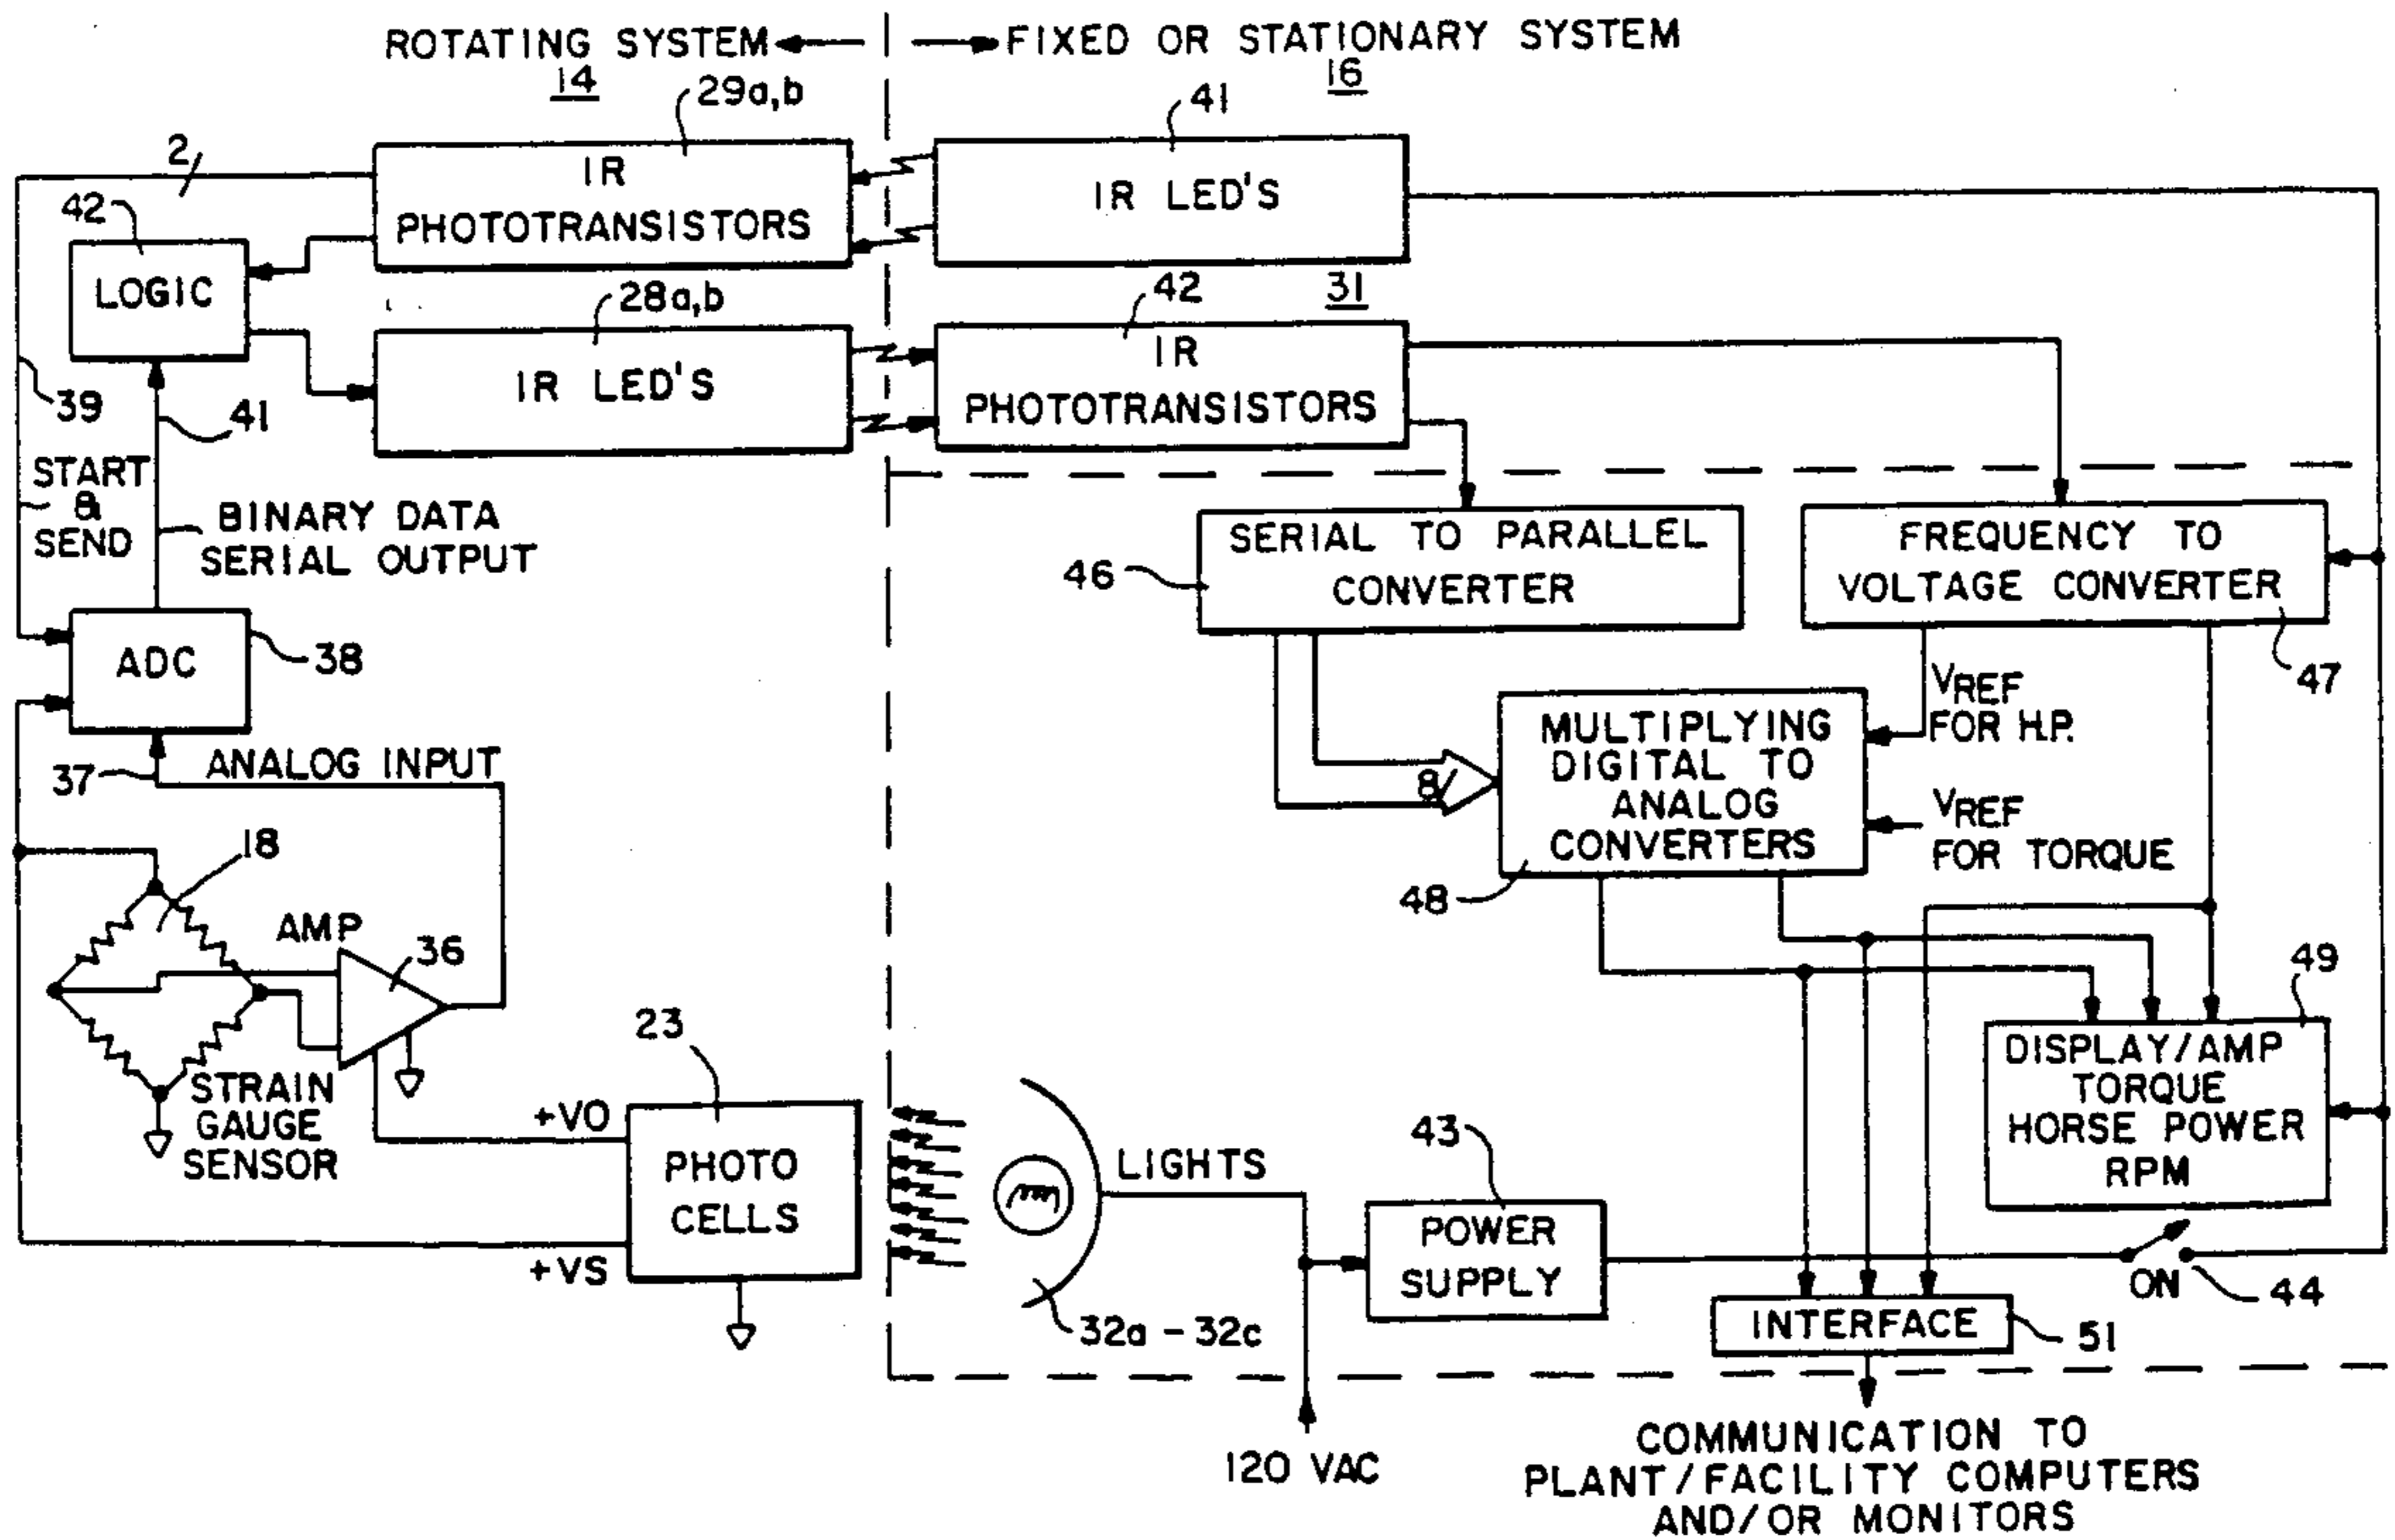 ROTATING SYSTEM
14
FIXED OR STATIONARY SYSTEM
16
29a,b
41
2
IR
PHOTOTRANSISTORS
IR LED'S
42
LOGIC
28a,b
42
31
IR LED'S
IR
PHOTOTRANSISTORS
39
41
START
&
SEND
BINARY DATA
SERIAL OUTPUT
SERIAL TO PARALLEL
CONVERTER
46
FREQUENCY TO
VOLTAGE CONVERTER
47
ADC
38
37
ANALOG INPUT
VREF
FOR H.P.
MULTIPLYING
DIGITAL TO
ANALOG
CONVERTERS
8
VREF
FOR TORQUE
48
18
AMP
36
STRAIN
GAUGE
SENSOR
23
+VO
PHOTO
CELLS
+VS
LIGHTS
32a - 32c
43
POWER
SUPPLY
49
DISPLAY/AMP
TORQUE
HORSE POWER
RPM
ON
44
INTERFACE
51
120 VAC
COMMUNICATION TO
PLANT/FACILITY COMPUTERS
AND/OR MONITORS